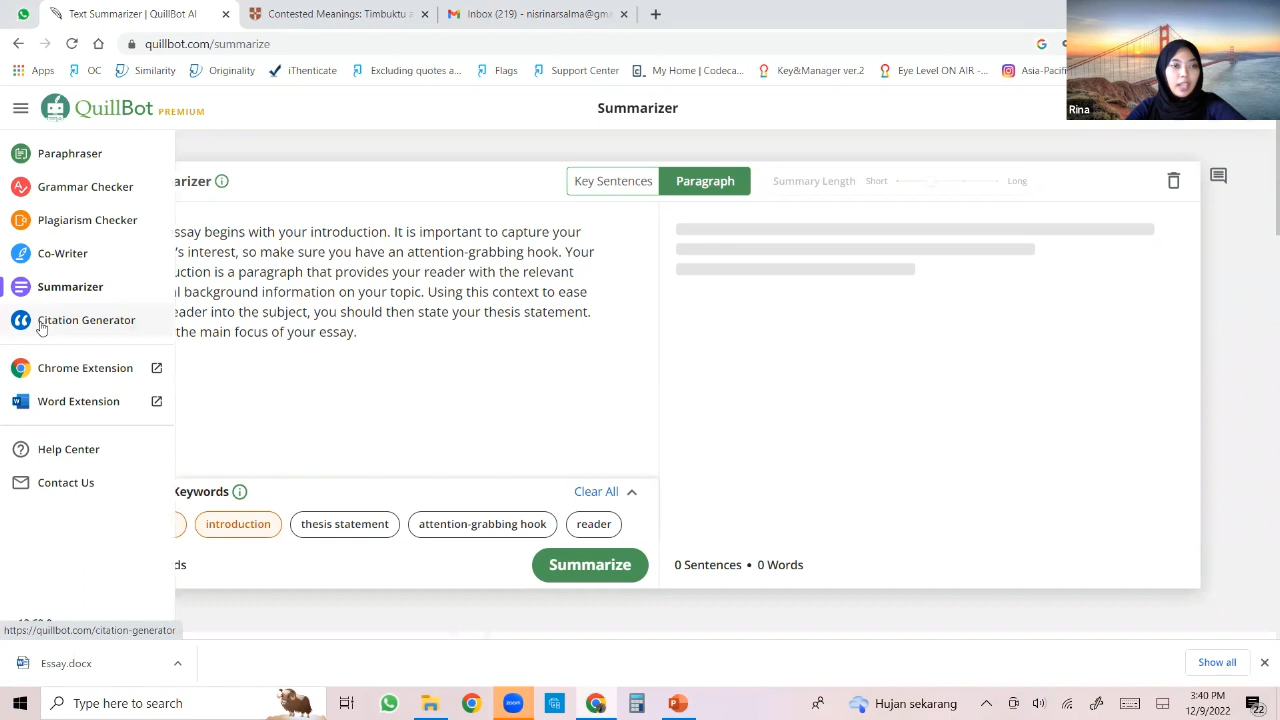 Text Summarizer | QuillBot AI
Contested Meanings: Timbuktu a
Inbox (219) - nisrinarsalma@gm
quillbot.com/summarize
Apps
OC
Similarity
Originality
iThenticate
Excluding quotes a...
Flags
Support Center
My Home | Codeca...
Key&Manager ver.2
Eye Level ON AIR -...
Asia-Pacif
Rina
QuillBot PREMIUM
Summarizer
Paraphraser
Grammar Checker
Plagiarism Checker
Co-Writer
Summarizer
Citation Generator
Chrome Extension
Word Extension
Help Center
Contact Us
https://quillbot.com/citation-generator
arizer
Key Sentences
Paragraph
Summary Length
Short
Long
ssay begins with your introduction. It is important to capture your
's interest, so make sure you have an attention-grabbing hook. Your
uction is a paragraph that provides your reader with the relevant
l background information on your topic. Using this context to ease
eader into the subject, you should then state your thesis statement.
the main focus of your essay.
Keywords
Clear All
introduction
thesis statement
attention-grabbing hook
reader
ds
Summarize
0 Sentences • 0 Words
Essay.docx
Show all
Type here to search
Hujan sekarang
3:40 PM
12/9/2022
22